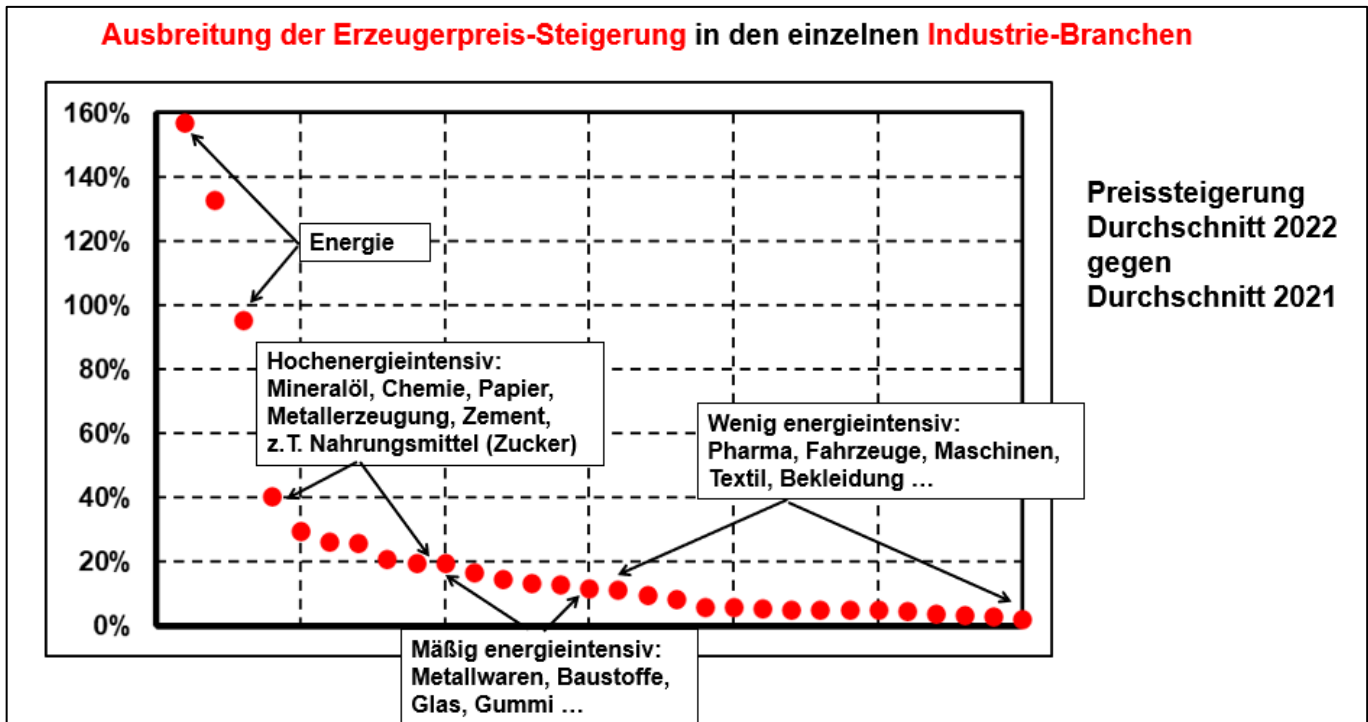 Ausbreitung der Erzeugerpreis-Steigerung in den einzelnen Industrie-Branchen
160%
140%
120%
100%
80%
60%
40%
20%
0%
Energie
Hochenergieintensiv:
Mineralöl, Chemie, Papier,
Metallerzeugung, Zement,
z.T. Nahrungsmittel (Zucker)
Wenig energieintensiv:
Pharma, Fahrzeuge, Maschinen,
Textil, Bekleidung ...
Mäßig energieintensiv:
Metallwaren, Baustoffe,
Glas, Gummi ...
Preissteigerung
Durchschnitt 2022
gegen
Durchschnitt 2021